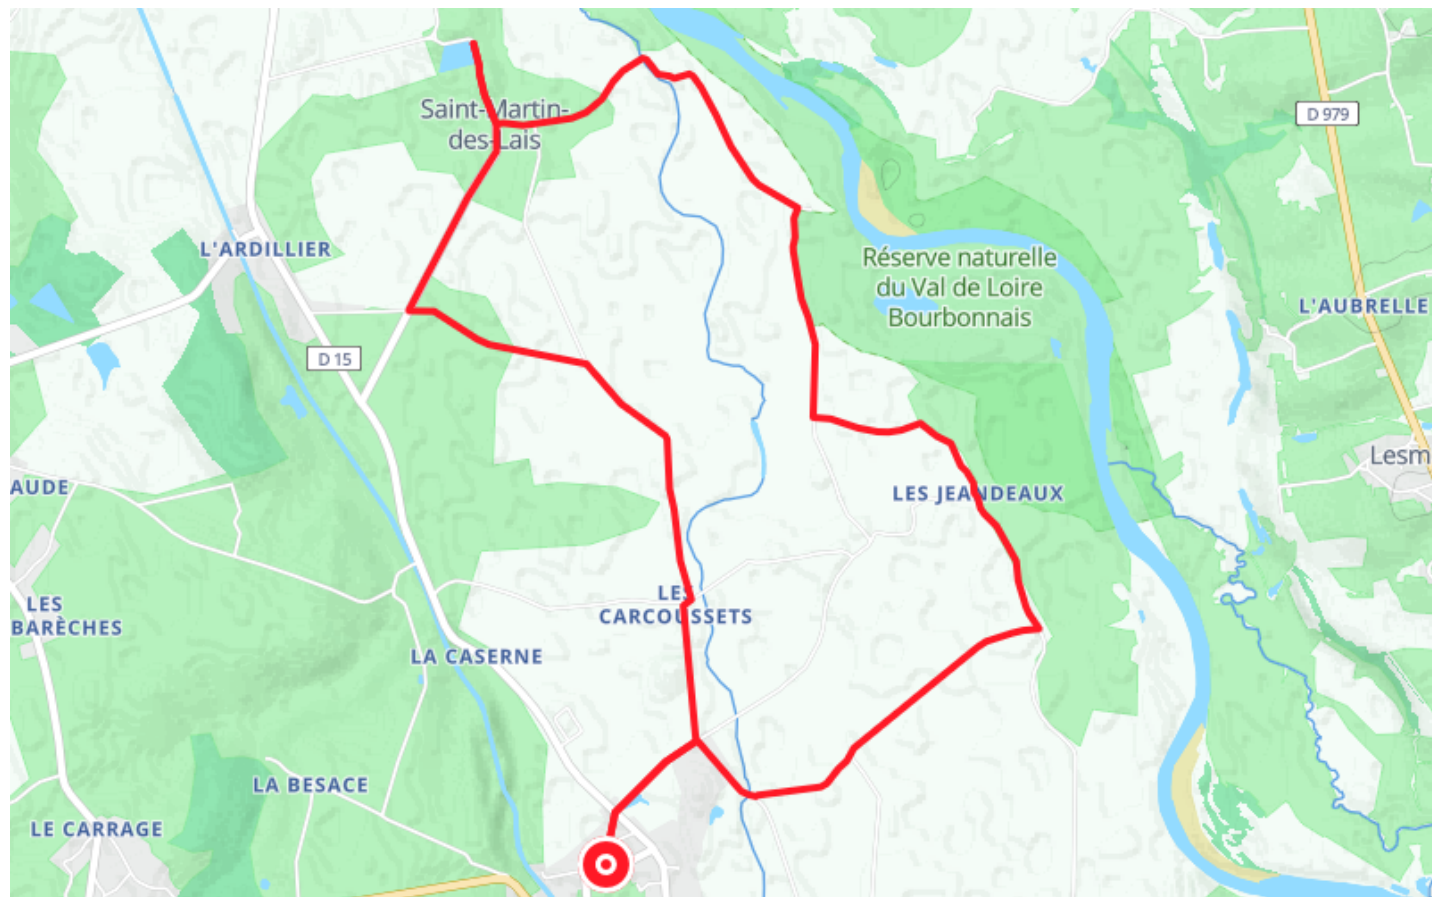 D 979
Saint-Martin-
des-Lais
L'ARDILLIER
Réserve naturelle
du Val de Loire
Bourbonnais
L'AUBRELLE
D 15
Lesm
AUDE
LES JEANDEAUX
LES
BARÈCHES
LES
CARCOUSSETS
LA CASERNE
LA BESACE
LE CARRAGE